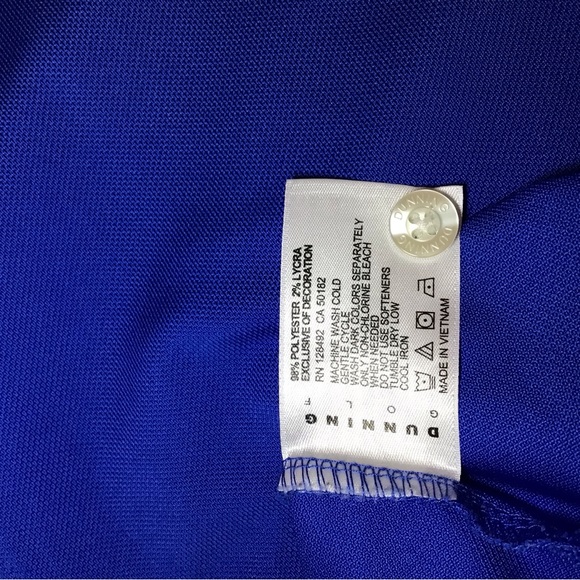 98% POLYESTER 2% LYCRA
EXCLUSIVE OF DECORATION
RN 128492 CA 50182
MACHINE WASH COLD
GENTLE CYCLE
WASH DARK COLORS SEPARATELY
ONLY NON-CHLORINE BLEACH
WHEN NEEDED
DO NOT USE SOFTENERS
TUMBLE DRY LOW
COOL IRON
MADE IN VIETNAM
DUNNING
GOLF
DUNNING
DUNNING